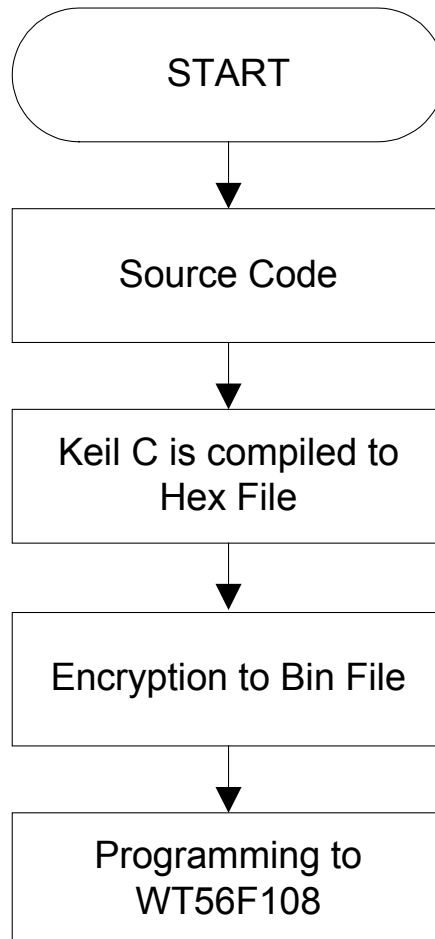 START
Source Code
Keil C is compiled to
Hex File
Encryption to Bin File
Programming to
WT56F108